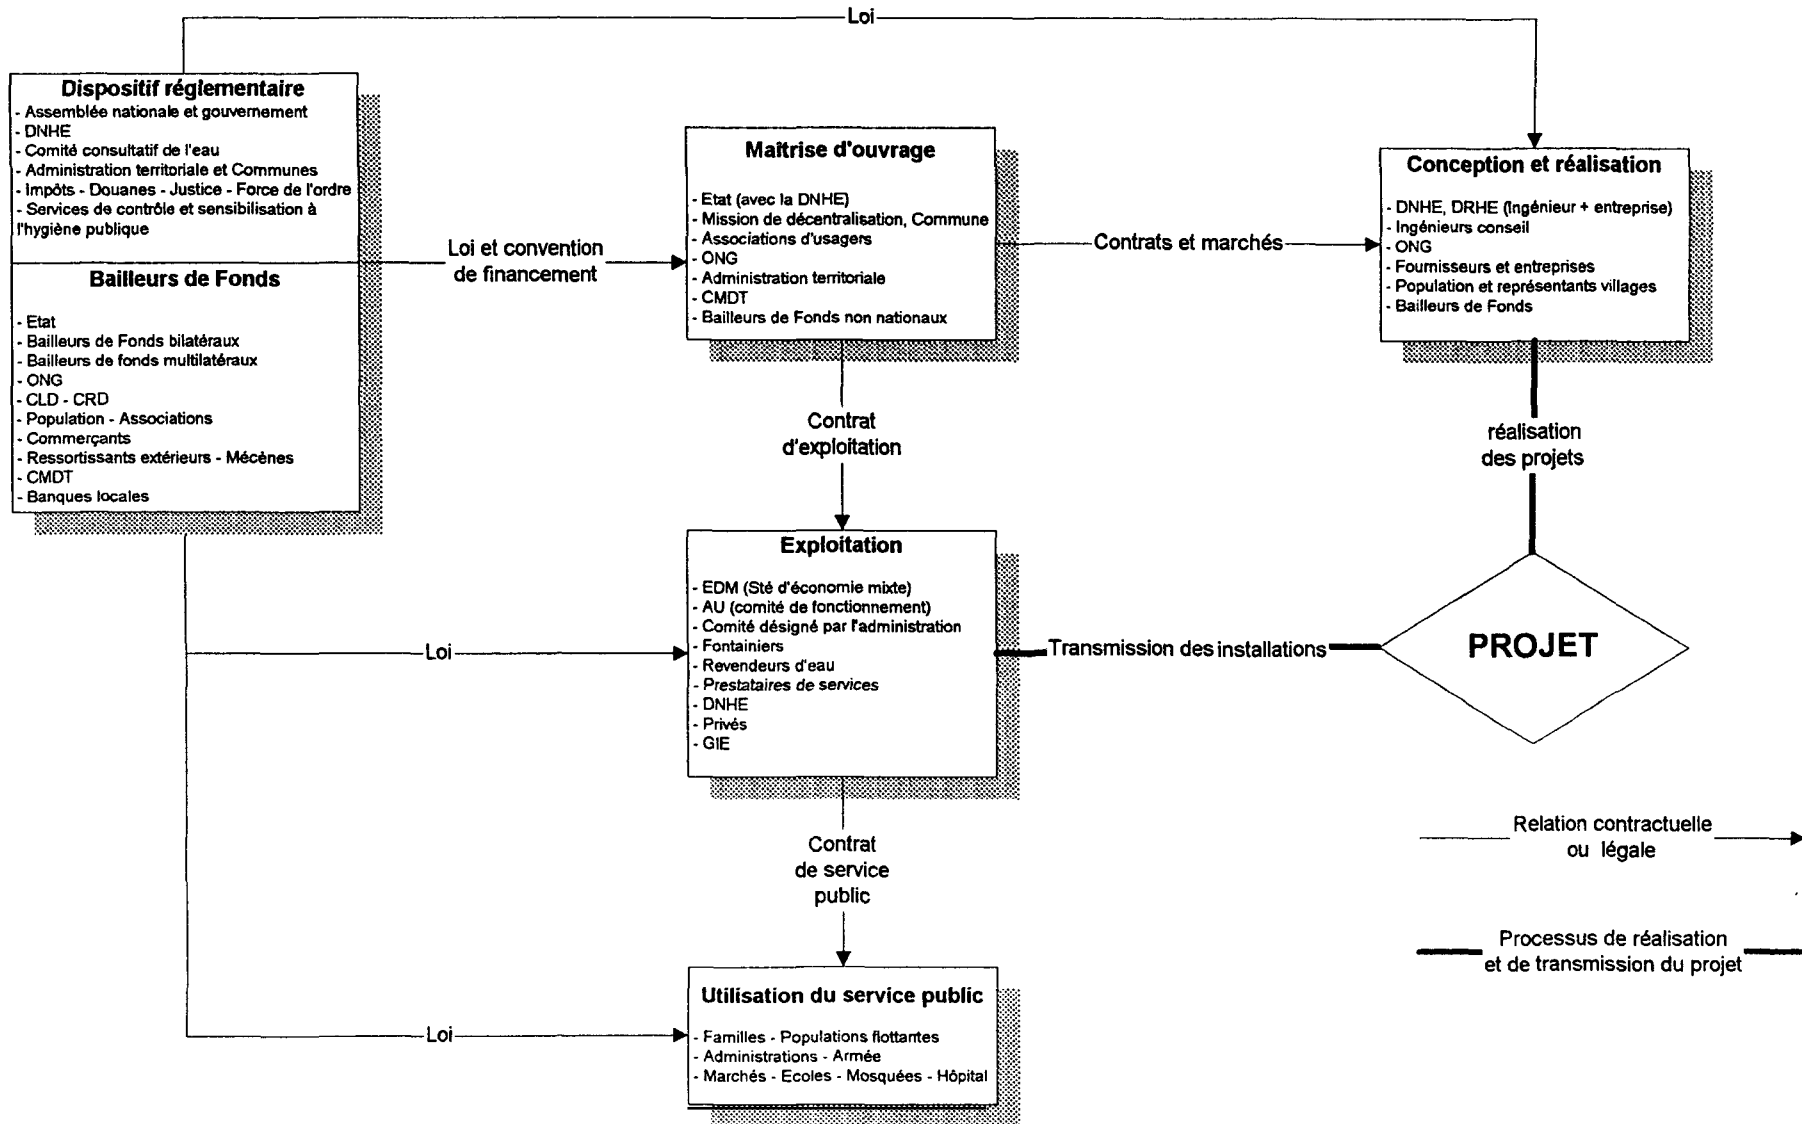 Loi
Dispositif réglementaire
- Assemblée nationale et gouvernement
- DNHE
- Comité consultatif de l'eau
- Administration territoriale et Communes
- Impôts - Douanes - Justice - Force de l'ordre
- Services de contrôle et sensibilisation à
l'hygiène publique
Bailleurs de Fonds
- Etat
- Bailleurs de Fonds bilatéraux
- Bailleurs de fonds multilatéraux
- ONG
- CLD - CRD
- Population - Associations
- Commerçants
- Ressortissants extérieurs - Mécènes
- CMDT
- Banques locales
Loi et convention
de financement
Maîtrise d'ouvrage
- Etat (avec la DNHE)
- Mission de décentralisation, Commune
- Associations d'usagers
- ONG
- Administration territoriale
- CMDT
- Bailleurs de Fonds non nationaux
Contrats et marchés
Conception et réalisation
- DNHE, DRHE (Ingénieur + entreprise)
- Ingénieurs conseil
- ONG
- Fournisseurs et entreprises
- Population et représentants villages
- Bailleurs de Fonds
Contrat
d'exploitation
réalisation
des projets
Exploitation
- EDM (Sté d'économie mixte)
- AU (comité de fonctionnement)
- Comité désigné par l'administration
- Fontainiers
- Revendeurs d'eau
- Prestataires de services
- DNHE
- Privés
- GIE
Loi
Transmission des installations
PROJET
Contrat
de service
public
Relation contractuelle
ou légale
Processus de réalisation
et de transmission du projet
Loi
Utilisation du service public
- Familles - Populations flottantes
- Administrations - Armée
- Marchés - Ecoles - Mosquées - Hôpital